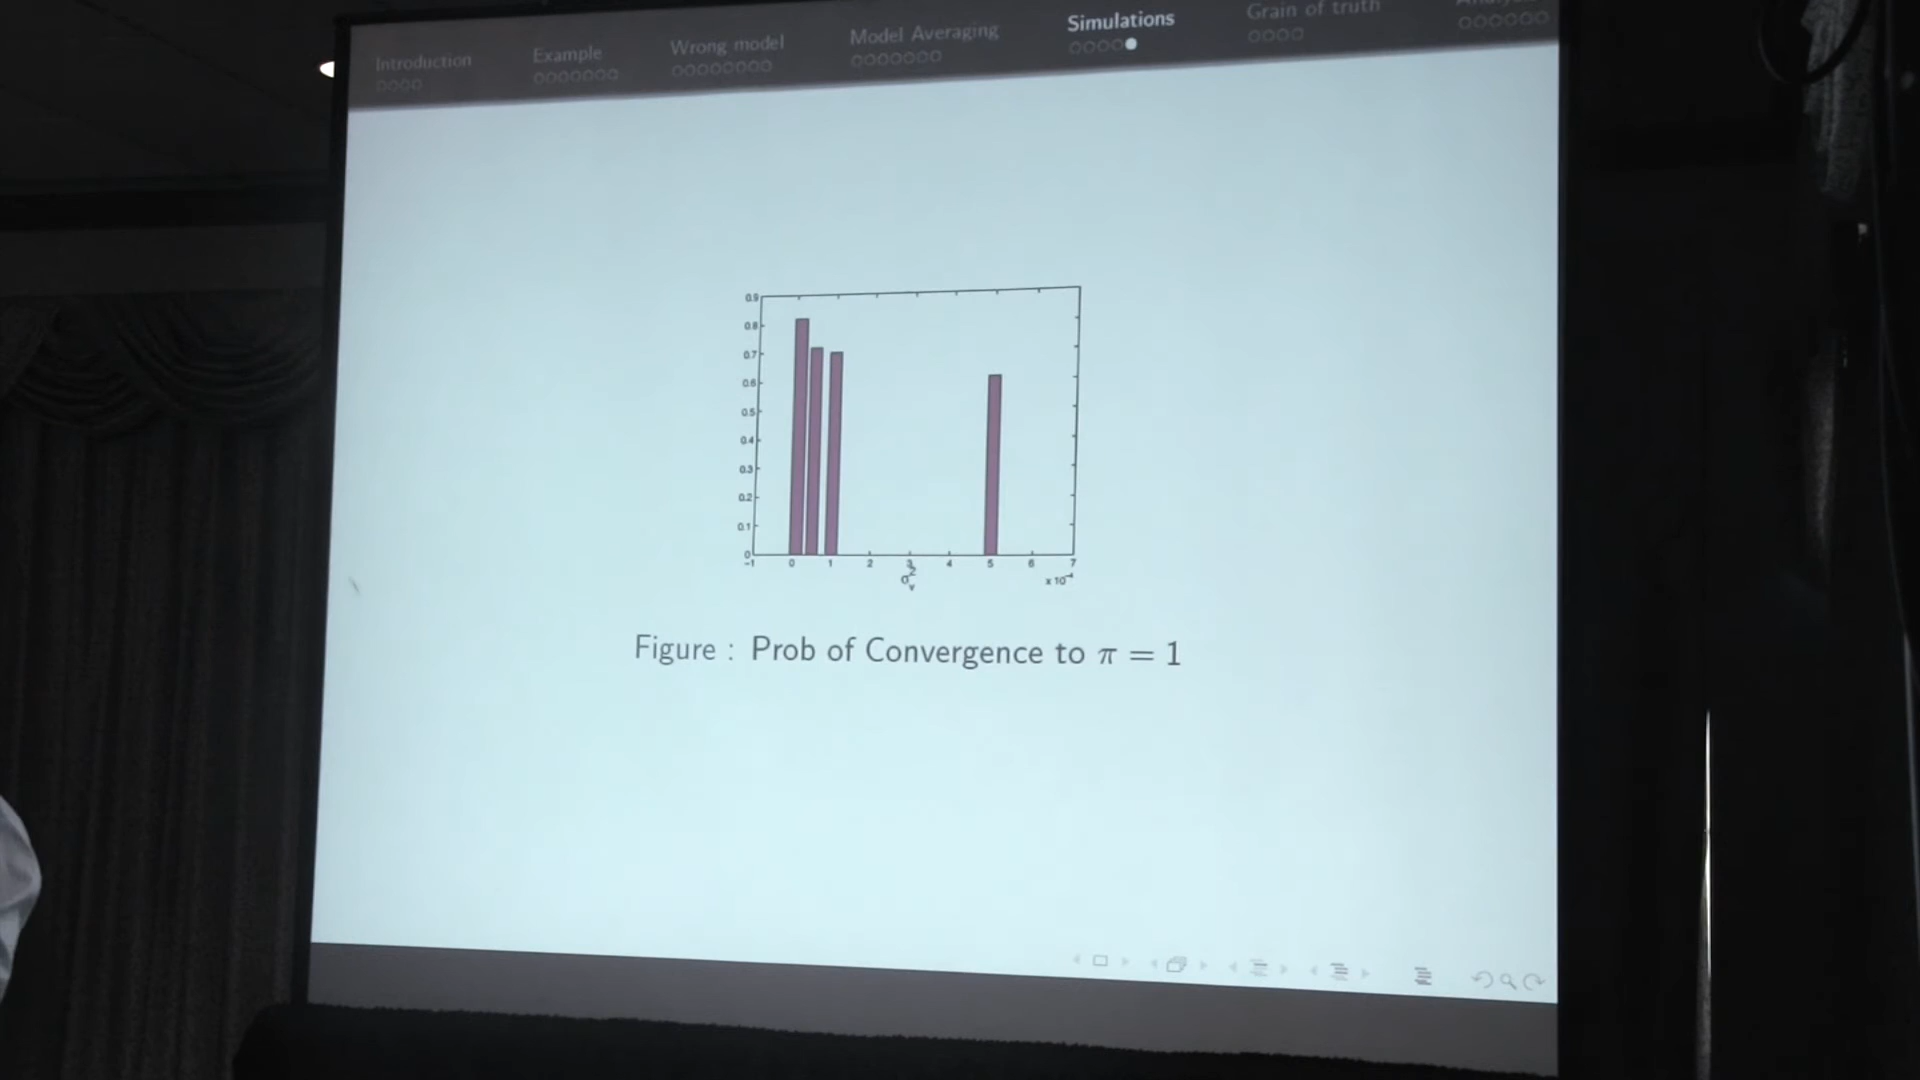 Introduction
Example
Wrong model
Model Averaging
Simulations
Grain of truth
0.9
0.8
0.7
0.6
0.5
0.4
0.3
0.2
0.1
0
-1 0 1 2 3 4 5 6 7
σ²ᵥ
x 10⁻⁴
Figure : Prob of Convergence to π = 1